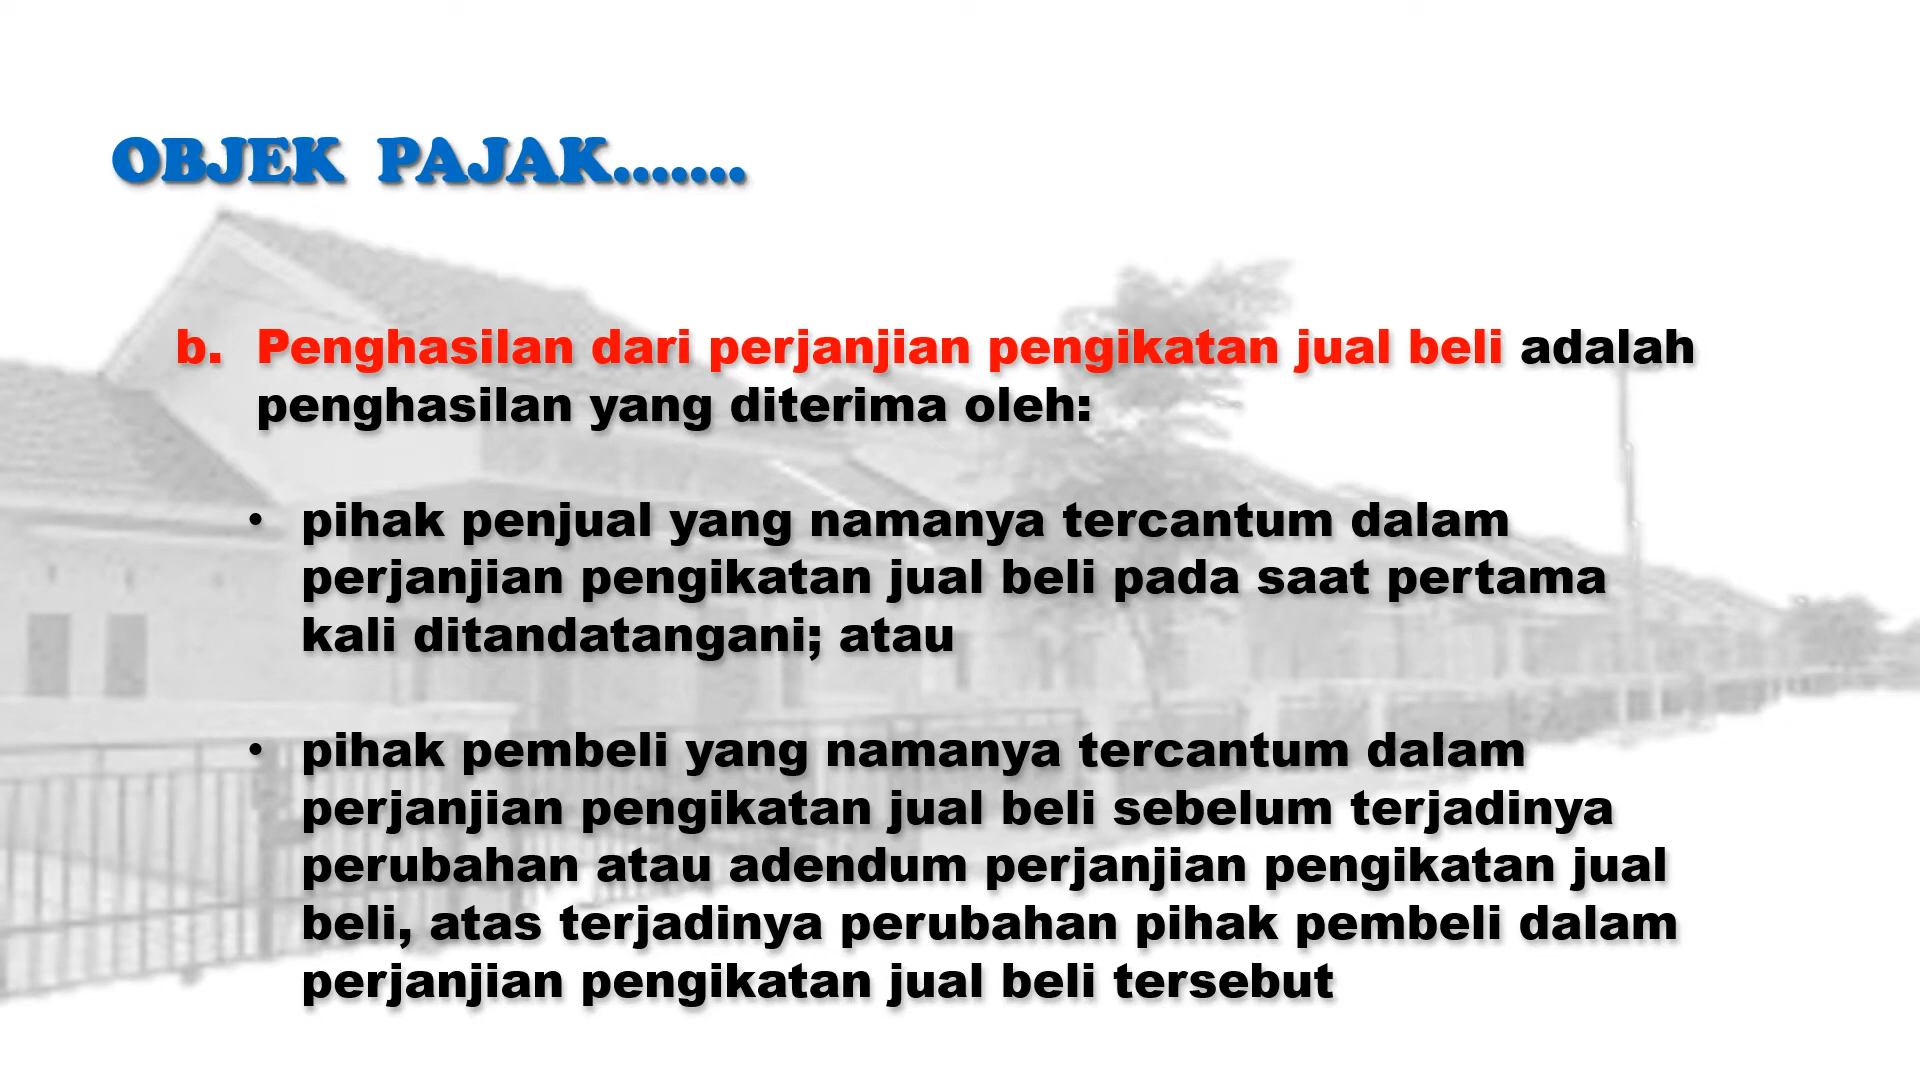 OBJEK PAJAK.......
b. Penghasilan dari perjanjian pengikatan jual beli adalah
penghasilan yang diterima oleh:
• pihak penjual yang namanya tercantum dalam
perjanjian pengikatan jual beli pada saat pertama
kali ditandatangani; atau
• pihak pembeli yang namanya tercantum dalam
perjanjian pengikatan jual beli sebelum terjadinya
perubahan atau adendum perjanjian pengikatan jual
beli, atas terjadinya perubahan pihak pembeli dalam
perjanjian pengikatan jual beli tersebut